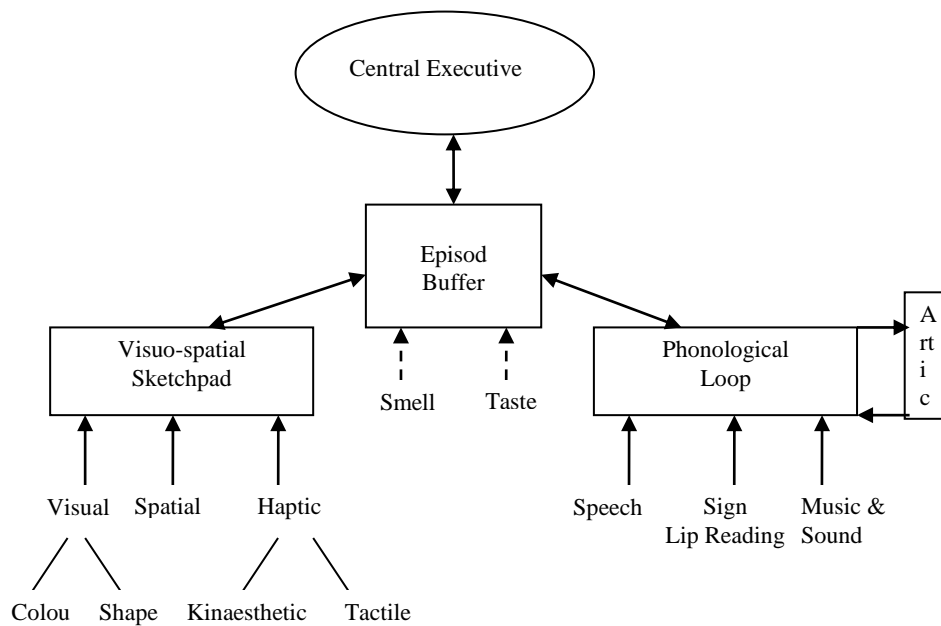 Central Executive
Episod
Buffer
Visuo-spatial
Sketchpad
Phonological
Loop
A
rt
i
c
Smell
Taste
Visual
Spatial
Haptic
Speech
Sign
Lip Reading
Music &
Sound
Colou
Shape
Kinaesthetic
Tactile